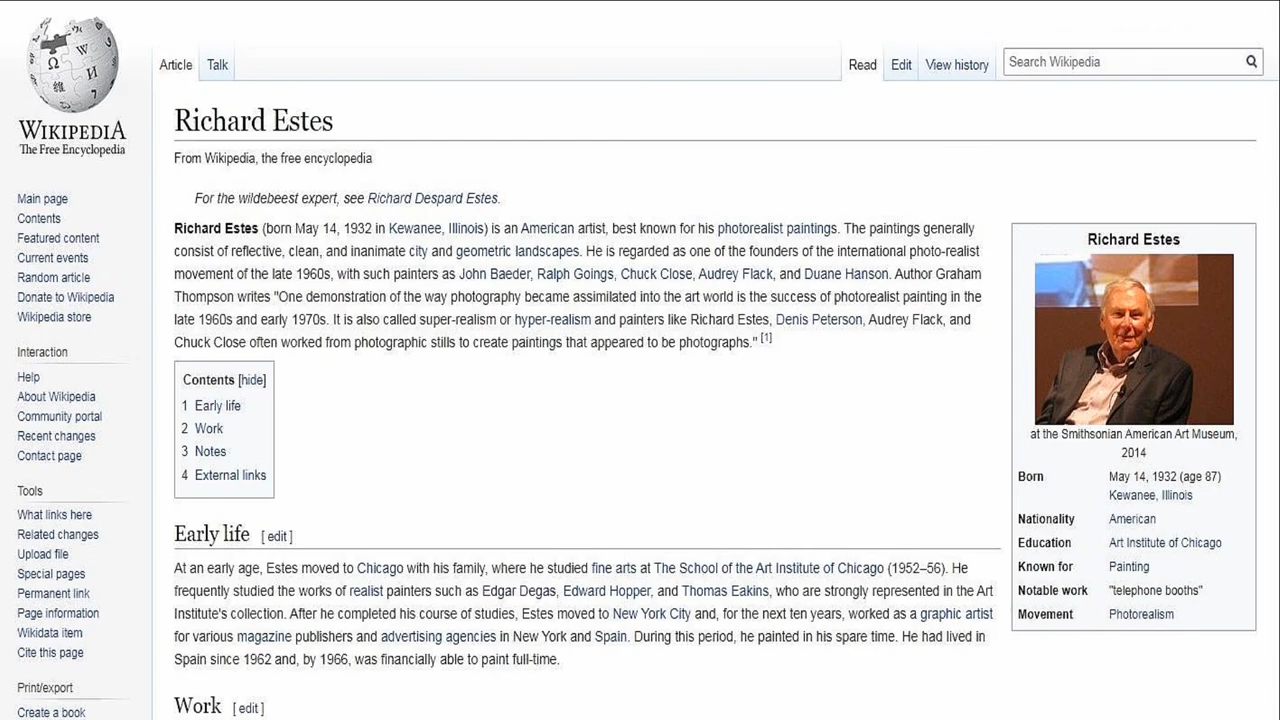 WIKIPEDIA
The Free Encyclopedia
Main page
Contents
Featured content
Current events
Random article
Donate to Wikipedia
Wikipedia store
Interaction
Help
About Wikipedia
Community portal
Recent changes
Contact page
Tools
What links here
Related changes
Upload file
Special pages
Permanent link
Page information
Wikidata item
Cite this page
Print/export
Create a book
Article Talk
Read Edit View history Search Wikipedia
Richard Estes
From Wikipedia, the free encyclopedia
For the wildebeest expert, see Richard Despard Estes.
Richard Estes (born May 14, 1932 in Kewanee, Illinois) is an American artist, best known for his photorealist paintings. The paintings generally
consist of reflective, clean, and inanimate city and geometric landscapes. He is regarded as one of the founders of the international photo-realist
movement of the late 1960s, with such painters as John Baeder, Ralph Goings, Chuck Close, Audrey Flack, and Duane Hanson. Author Graham
Thompson writes "One demonstration of the way photography became assimilated into the art world is the success of photorealist painting in the
late 1960s and early 1970s. It is also called super-realism or hyper-realism and painters like Richard Estes, Denis Peterson, Audrey Flack, and
Chuck Close often worked from photographic stills to create paintings that appeared to be photographs." [1]
Contents [hide]
1 Early life
2 Work
3 Notes
4 External links
Early life [ edit ]
At an early age, Estes moved to Chicago with his family, where he studied fine arts at The School of the Art Institute of Chicago (1952–56). He
frequently studied the works of realist painters such as Edgar Degas, Edward Hopper, and Thomas Eakins, who are strongly represented in the Art
Institute's collection. After he completed his course of studies, Estes moved to New York City and, for the next ten years, worked as a graphic artist
for various magazine publishers and advertising agencies in New York and Spain. During this period, he painted in his spare time. He had lived in
Spain since 1962 and, by 1966, was financially able to paint full-time.
Work [ edit ]
Richard Estes
at the Smithsonian American Art Museum,
2014
Born May 14, 1932 (age 87)
Kewanee, Illinois
Nationality American
Education Art Institute of Chicago
Known for Painting
Notable work "telephone booths"
Movement Photorealism